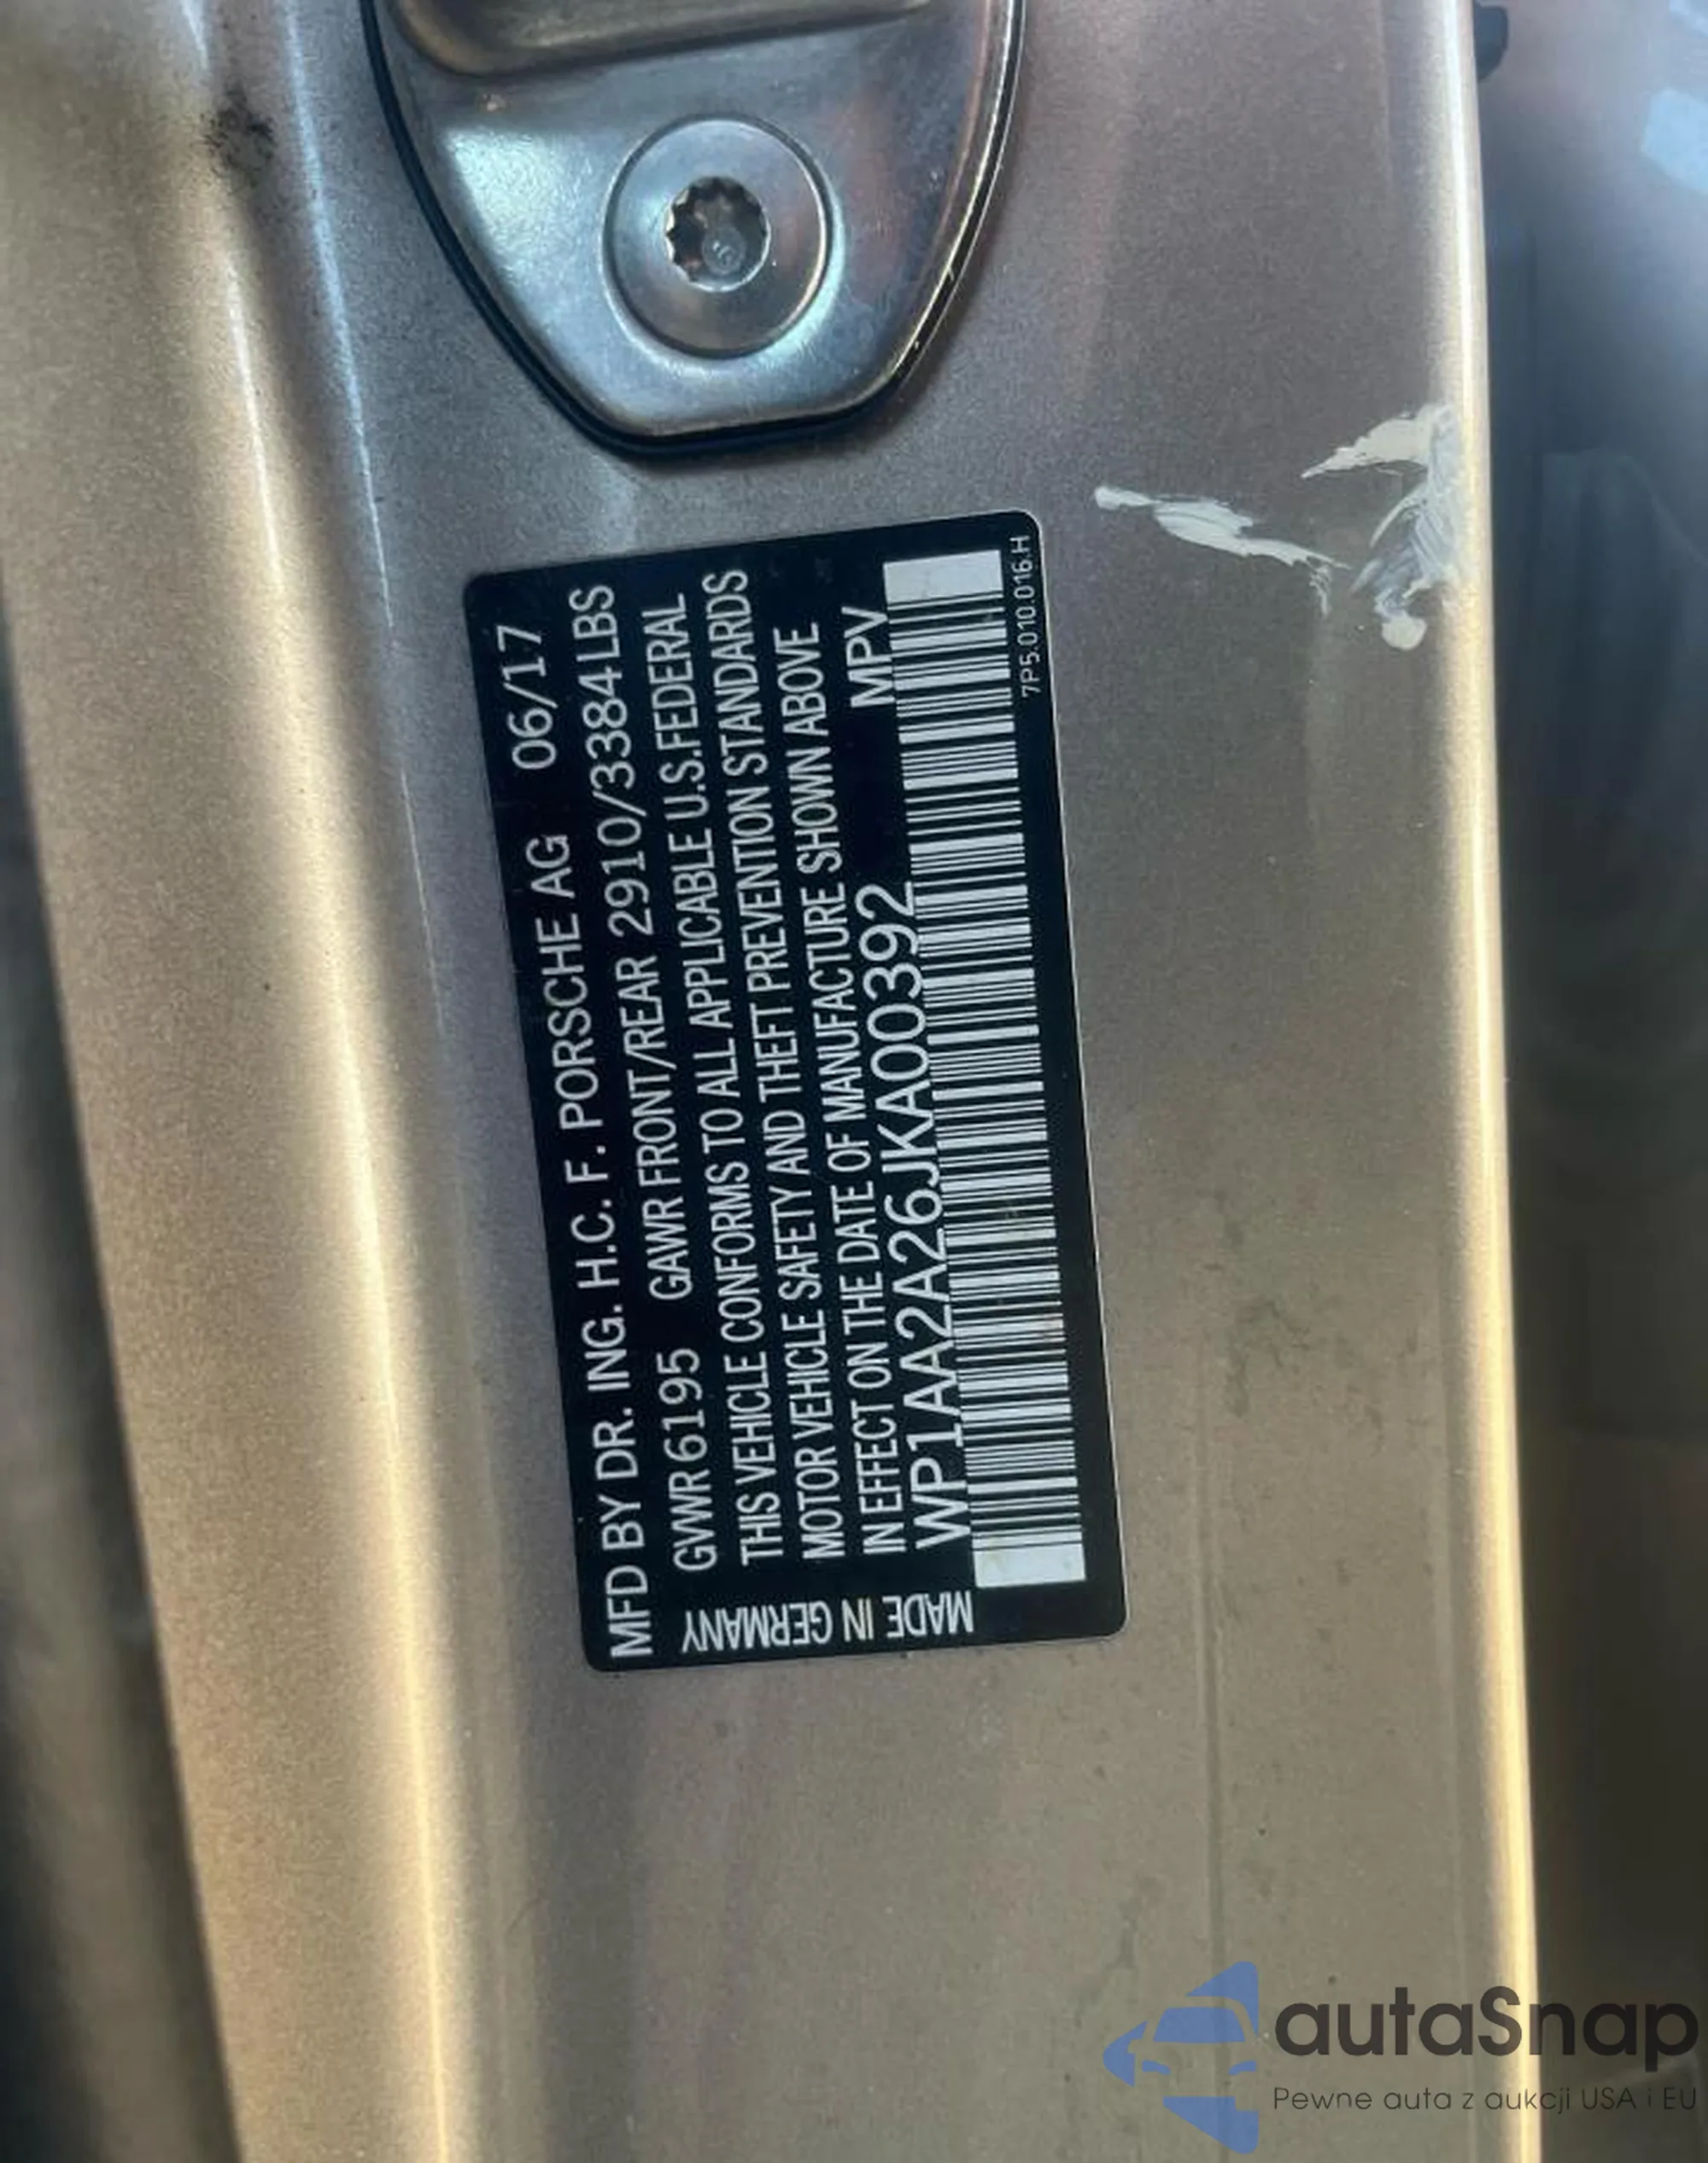 MFD BY DR. ING. H.C. F. PORSCHE AG 06/17
GVWR 6195 GAWR FRONT/REAR 2910/3384LBS
THIS VEHICLE CONFORMS TO ALL APPLICABLE U.S.FEDERAL
MOTOR VEHICLE SAFETY AND THEFT PREVENTION STANDARDS
IN EFFECT ON THE DATE OF MANUFACTURE SHOWN ABOVE
WP1AA2A26JKA00392 MPV
7P5.010.016.H
MADE IN GERMANY
autaSnap
Pewne auta z aukcji USA i EU